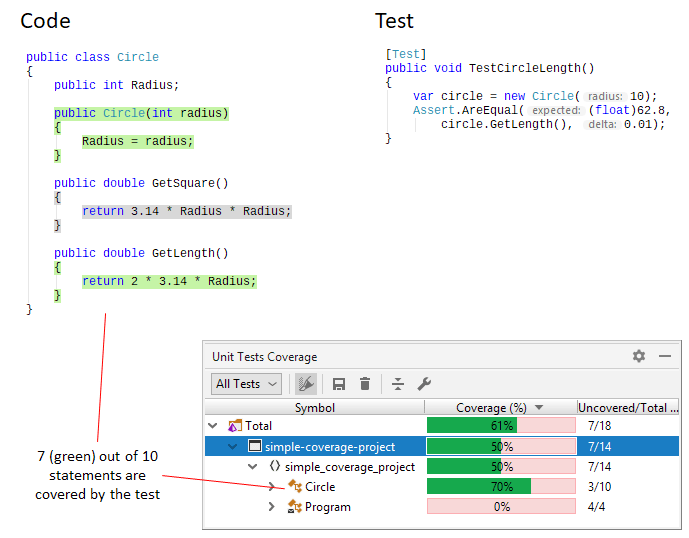 Code
public class Circle
{
public int Radius;
public Circle(int radius)
{
Radius = radius;
}
public double GetSquare()
{
return 3.14 * Radius * Radius;
}
public double GetLength()
{
return 2 * 3.14 * Radius;
}
}
Test
[Test]
public void TestCircleLength()
{
var circle = new Circle( radius: 10);
Assert.AreEqual( expected: (float)62.8,
circle.GetLength(), delta: 0.01);
}
7 (green) out of 10
statements are
covered by the test
Unit Tests Coverage
All Tests
Symbol Coverage (%) Uncovered/Total ...
Total 61% 7/18
simple-coverage-project 50% 7/14
simple_coverage_project 50% 7/14
Circle 70% 3/10
Program 0% 4/4